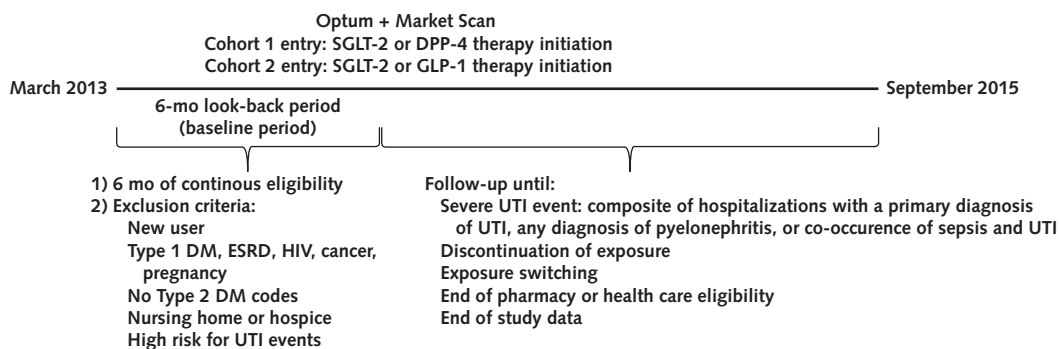 Optum + Market Scan
Cohort 1 entry: SGLT-2 or DPP-4 therapy initiation
Cohort 2 entry: SGLT-2 or GLP-1 therapy initiation
March 2013
September 2015
6-mo look-back period
(baseline period)
1) 6 mo of continous eligibility
2) Exclusion criteria:
New user
Type 1 DM, ESRD, HIV, cancer,
pregnancy
No Type 2 DM codes
Nursing home or hospice
High risk for UTI events
Follow-up until:
Severe UTI event: composite of hospitalizations with a primary diagnosis
of UTI, any diagnosis of pyelonephritis, or co-occurence of sepsis and UTI
Discontinuation of exposure
Exposure switching
End of pharmacy or health care eligibility
End of study data